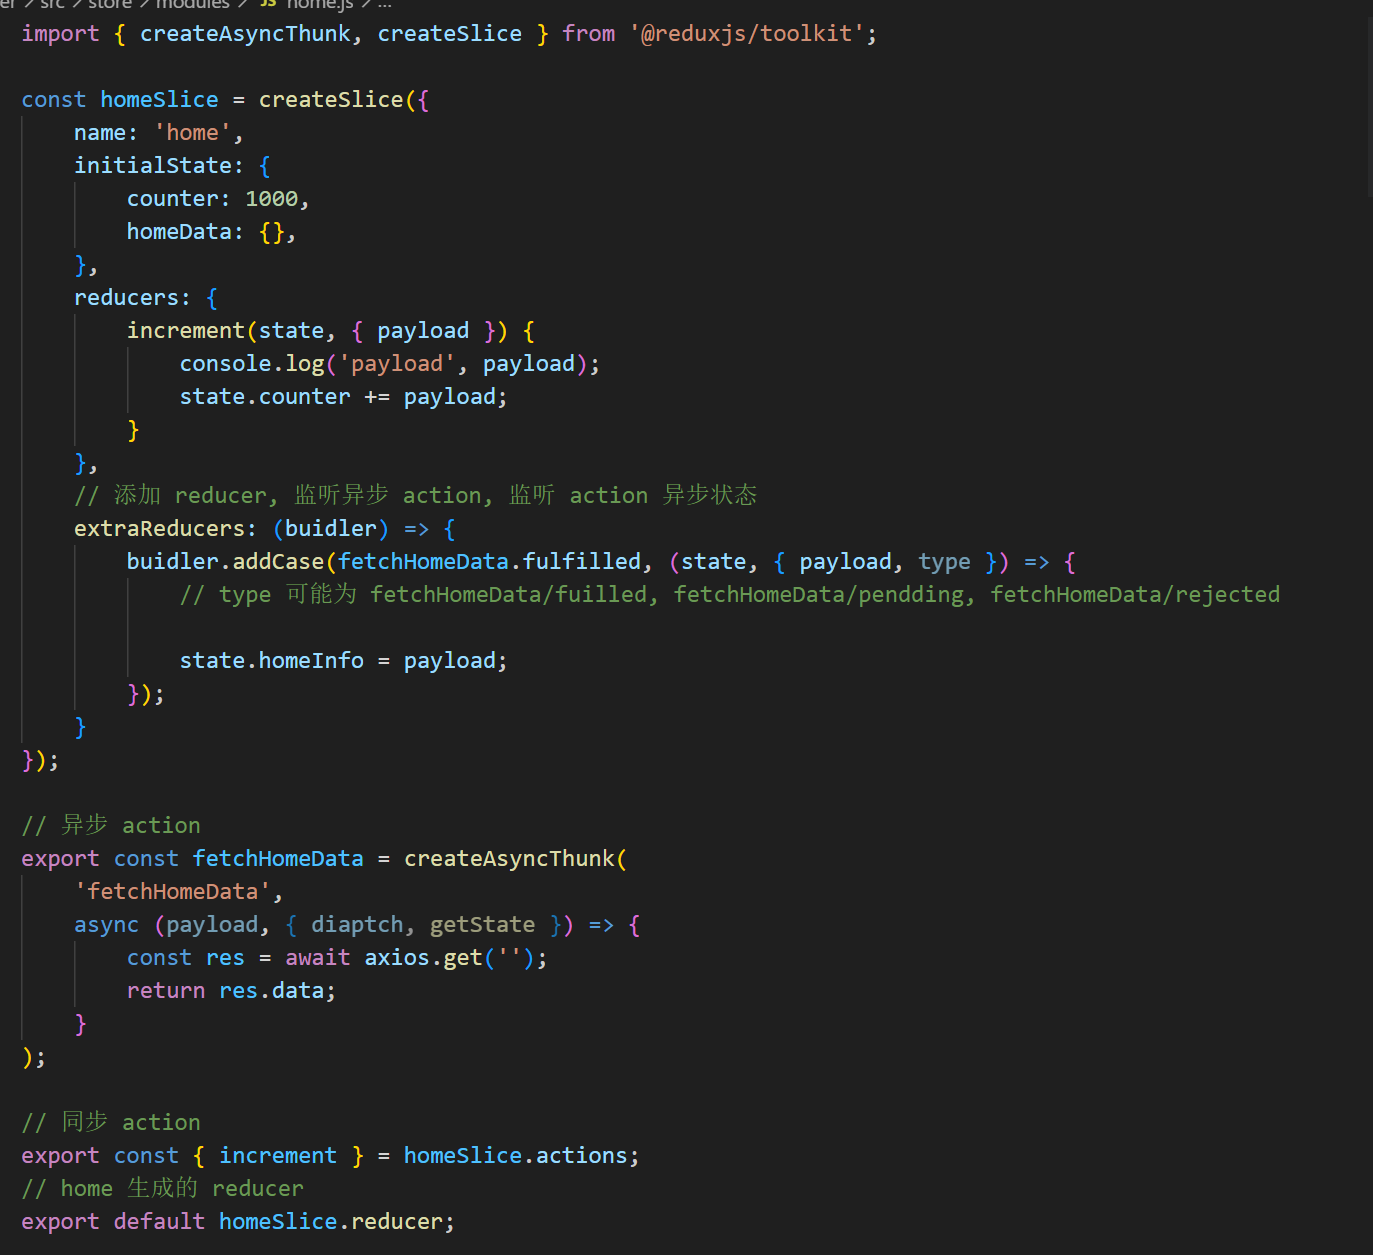 er > src > store > modules > JS home.js > ...
import { createAsyncThunk, createSlice } from '@reduxjs/toolkit';
const homeSlice = createSlice({
    name: 'home',
    initialState: {
        counter: 1000,
        homeData: {},
    },
    reducers: {
        increment(state, { payload }) {
            console.log('payload', payload);
            state.counter += payload;
        }
    },
    // 添加 reducer, 监听异步 action, 监听 action 异步状态
    extraReducers: (buidler) => {
        buidler.addCase(fetchHomeData.fulfilled, (state, { payload, type }) => {
            // type 可能为 fetchHomeData/fuilled, fetchHomeData/pendding, fetchHomeData/rejected
            state.homeInfo = payload;
        });
    }
});
// 异步 action
export const fetchHomeData = createAsyncThunk(
    'fetchHomeData',
    async (payload, { diaptch, getState }) => {
        const res = await axios.get('');
        return res.data;
    }
);
// 同步 action
export const { increment } = homeSlice.actions;
// home 生成的 reducer
export default homeSlice.reducer;